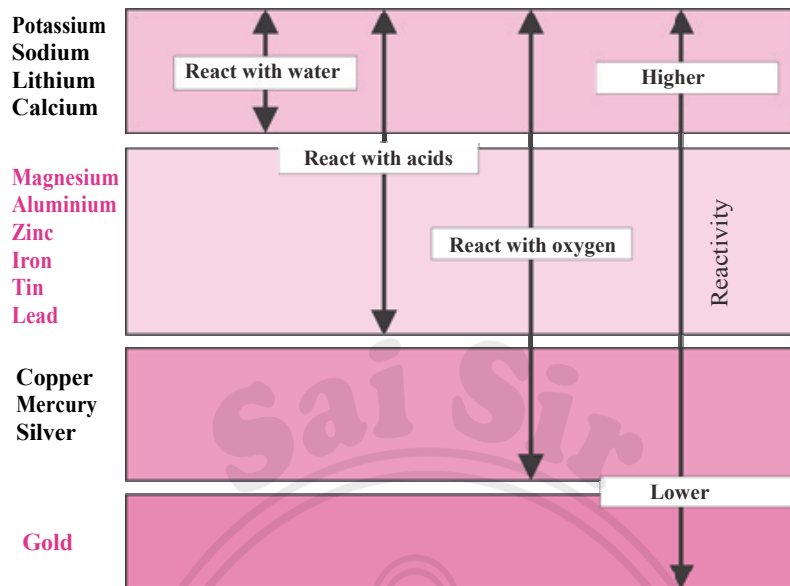 Potassium
Sodium
Lithium
Calcium
React with water
Higher
React with acids
Magnesium
Aluminium
Zinc
Iron
Tin
Lead
React with oxygen
Reactivity
Copper
Mercury
Silver
Sai Sir
Lower
Gold